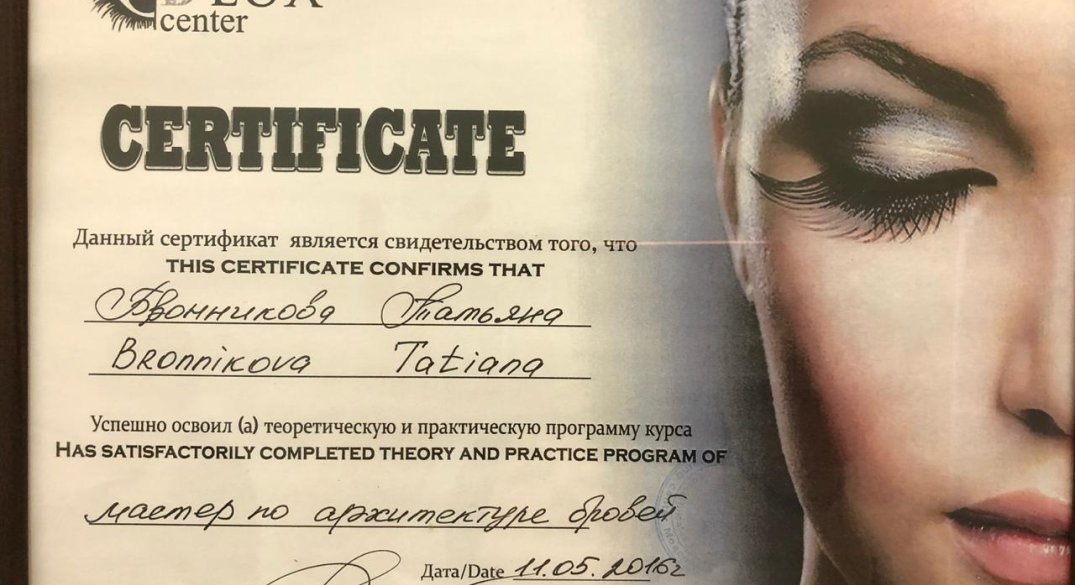 center
CERTIFICATE
Данный сертификат является свидетельством того, что
THIS CERTIFICATE CONFIRMS THAT
Бронникова Татьяна
Bronnikova Tatiana
Успешно освоил (а) теоретическую и практическую программу курса
HAS SATISFACTORILY COMPLETED THEORY AND PRACTICE PROGRAM OF
мастер по архитектуре бровей
Дата/Date 11.05.2016г